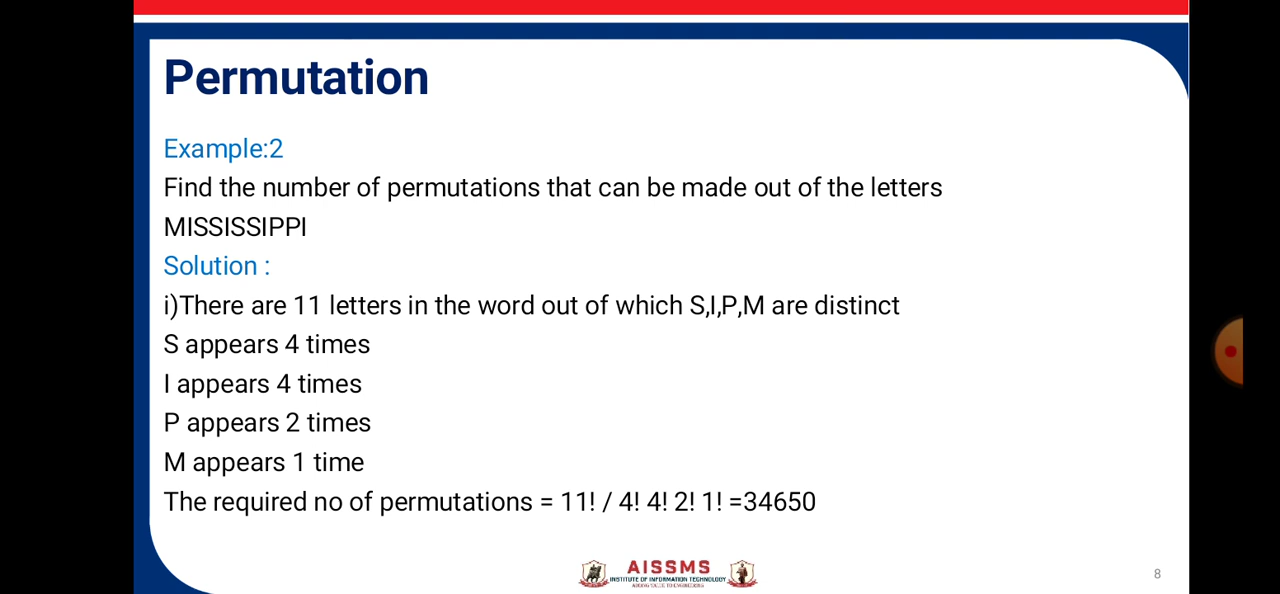 Permutation
Example:2
Find the number of permutations that can be made out of the letters
MISSISSIPPI
Solution :
i)There are 11 letters in the word out of which S,I,P,M are distinct
S appears 4 times
I appears 4 times
P appears 2 times
M appears 1 time
The required no of permutations = 11! / 4! 4! 2! 1! =34650
AISSMS
INSTITUTE OF INFORMATION TECHNOLOGY
8